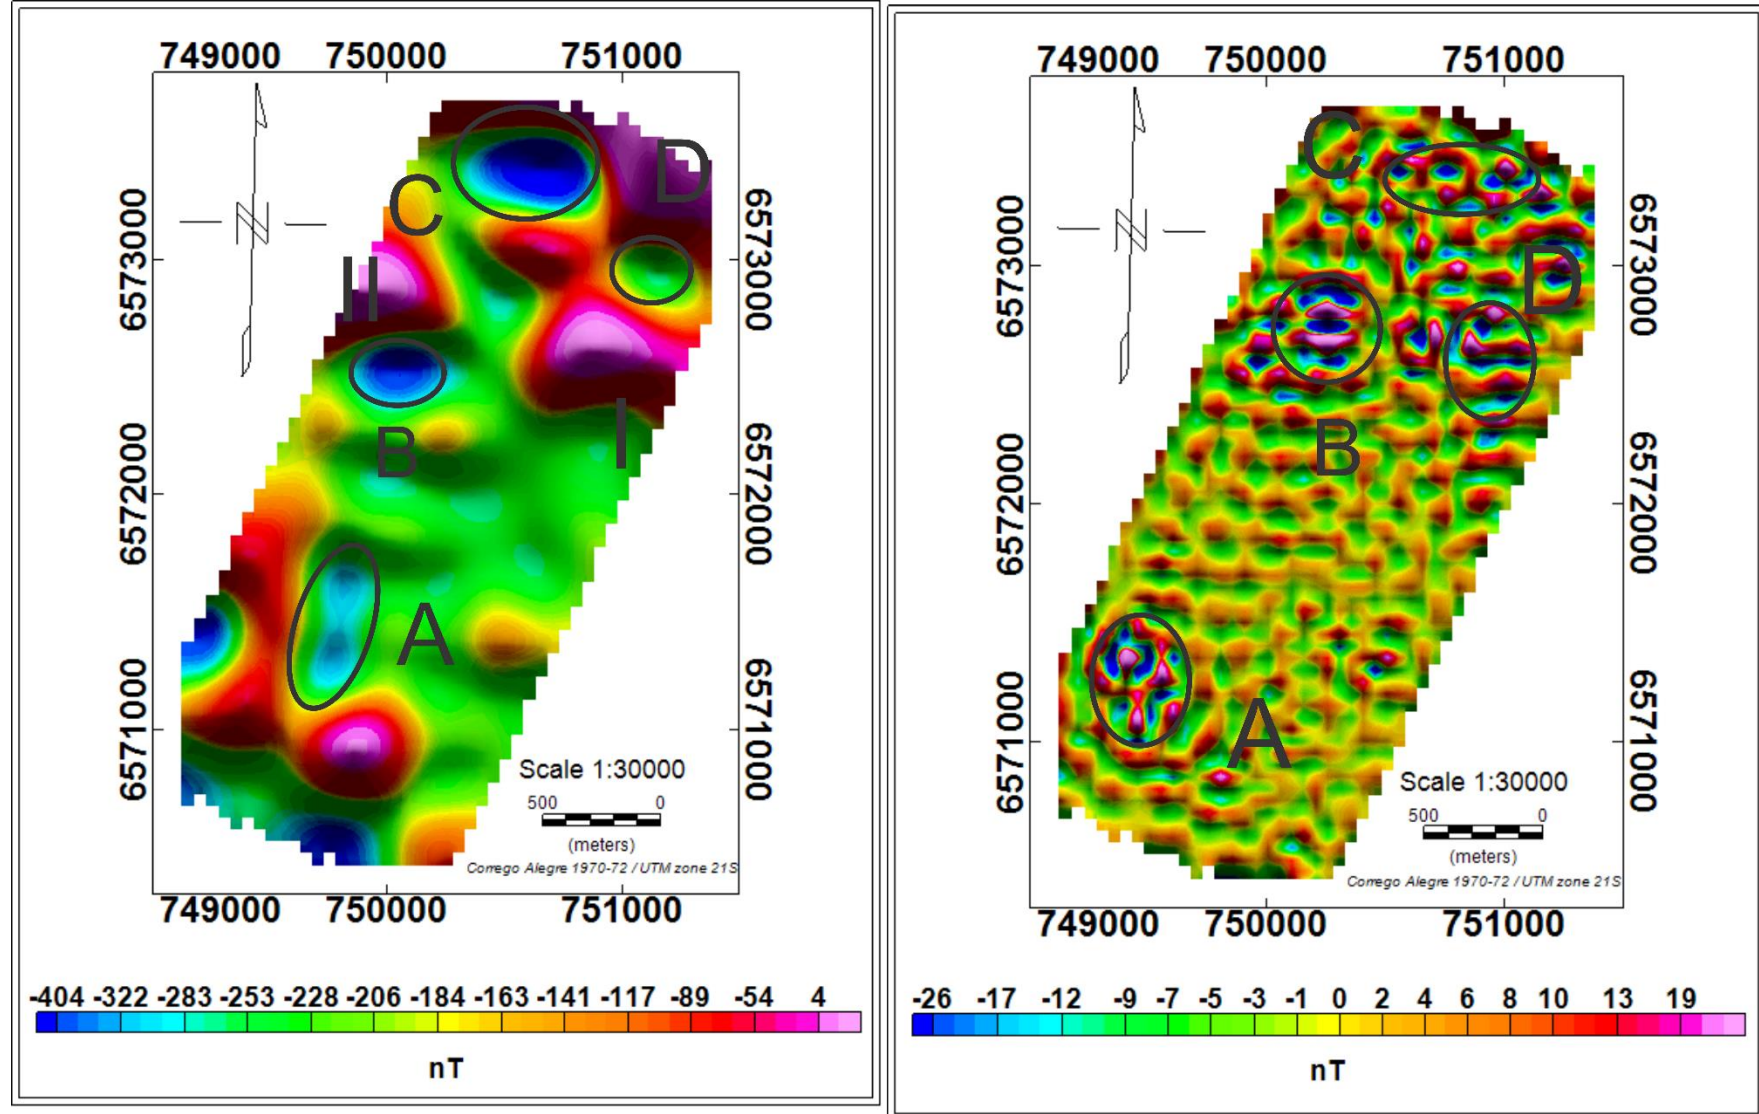 749000 750000 751000
6573000
6572000
6571000
6573000
6572000
6571000
N
C
D
II
B
I
A
Scale 1:30000
500 0
(meters)
Corrego Alegre 1970-72 / UTM zone 21S
749000 750000 751000
-404 -322 -283 -253 -228 -206 -184 -163 -141 -117 -89 -54 4
nT
749000 750000 751000
6573000
6572000
6571000
6573000
6572000
6571000
N
C
D
B
A
Scale 1:30000
500 0
(meters)
Corrego Alegre 1970-72 / UTM zone 21S
749000 750000 751000
-26 -17 -12 -9 -7 -5 -3 -1 0 2 4 6 8 10 13 19
nT